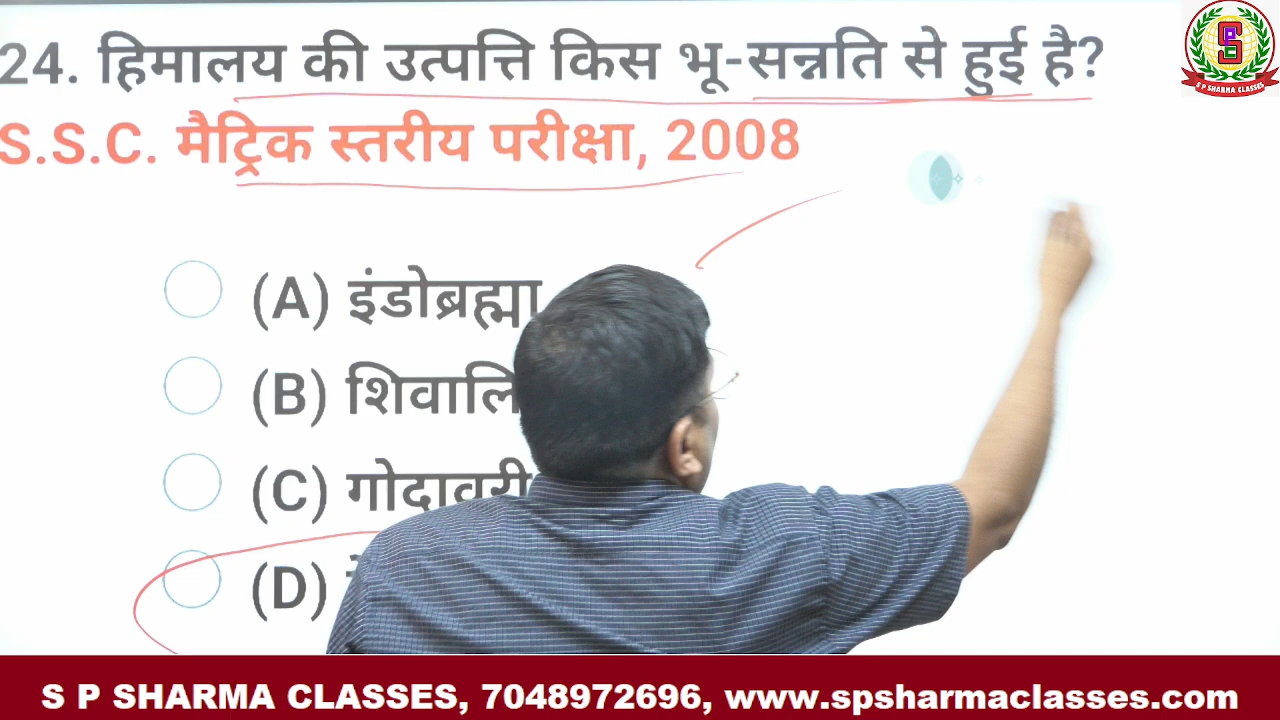 24. हिमालय की उत्पत्ति किस भू-सन्नति से हुई है?
S.S.C. मैट्रिक स्तरीय परीक्षा, 2008
(A) इंडोब्रह्मा
(B)
(C) गोदावरी
(D)
S P SHARMA CLASSES
S P SHARMA CLASSES, 7048972696, www.spsharmaclasses.com